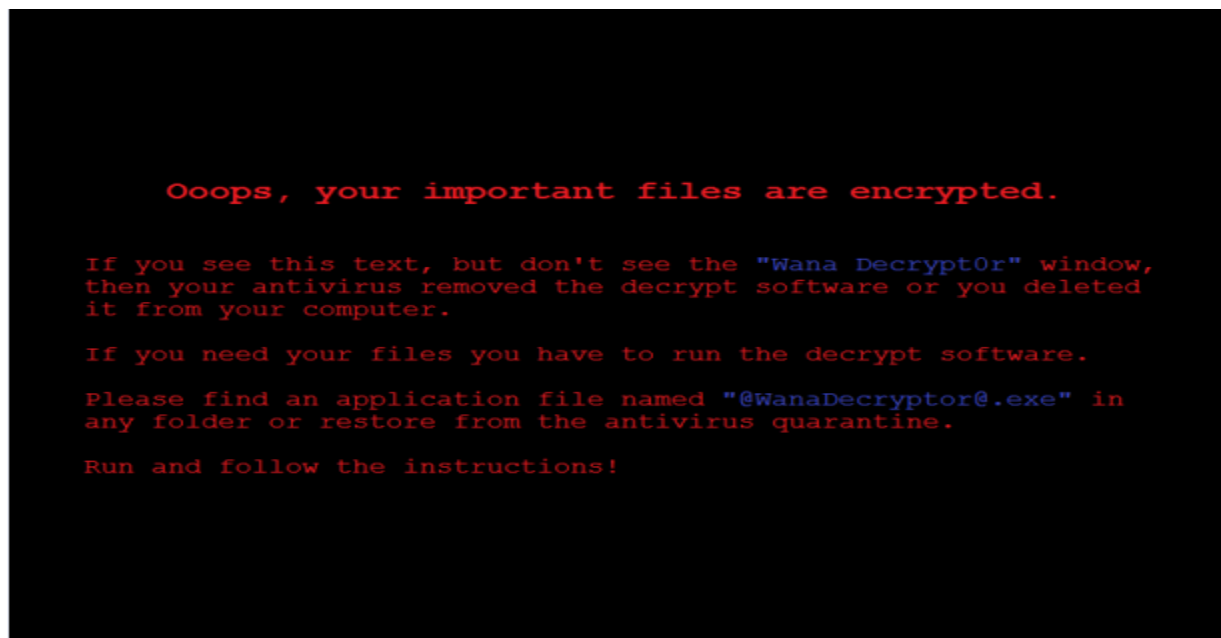 Ooops, your important files are encrypted.
If you see this text, but don't see the "Wana Decrypt0r" window,
then your antivirus removed the decrypt software or you deleted
it from your computer.
If you need your files you have to run the decrypt software.
Please find an application file named "@WanaDecryptor@.exe" in
any folder or restore from the antivirus quarantine.
Run and follow the instructions!